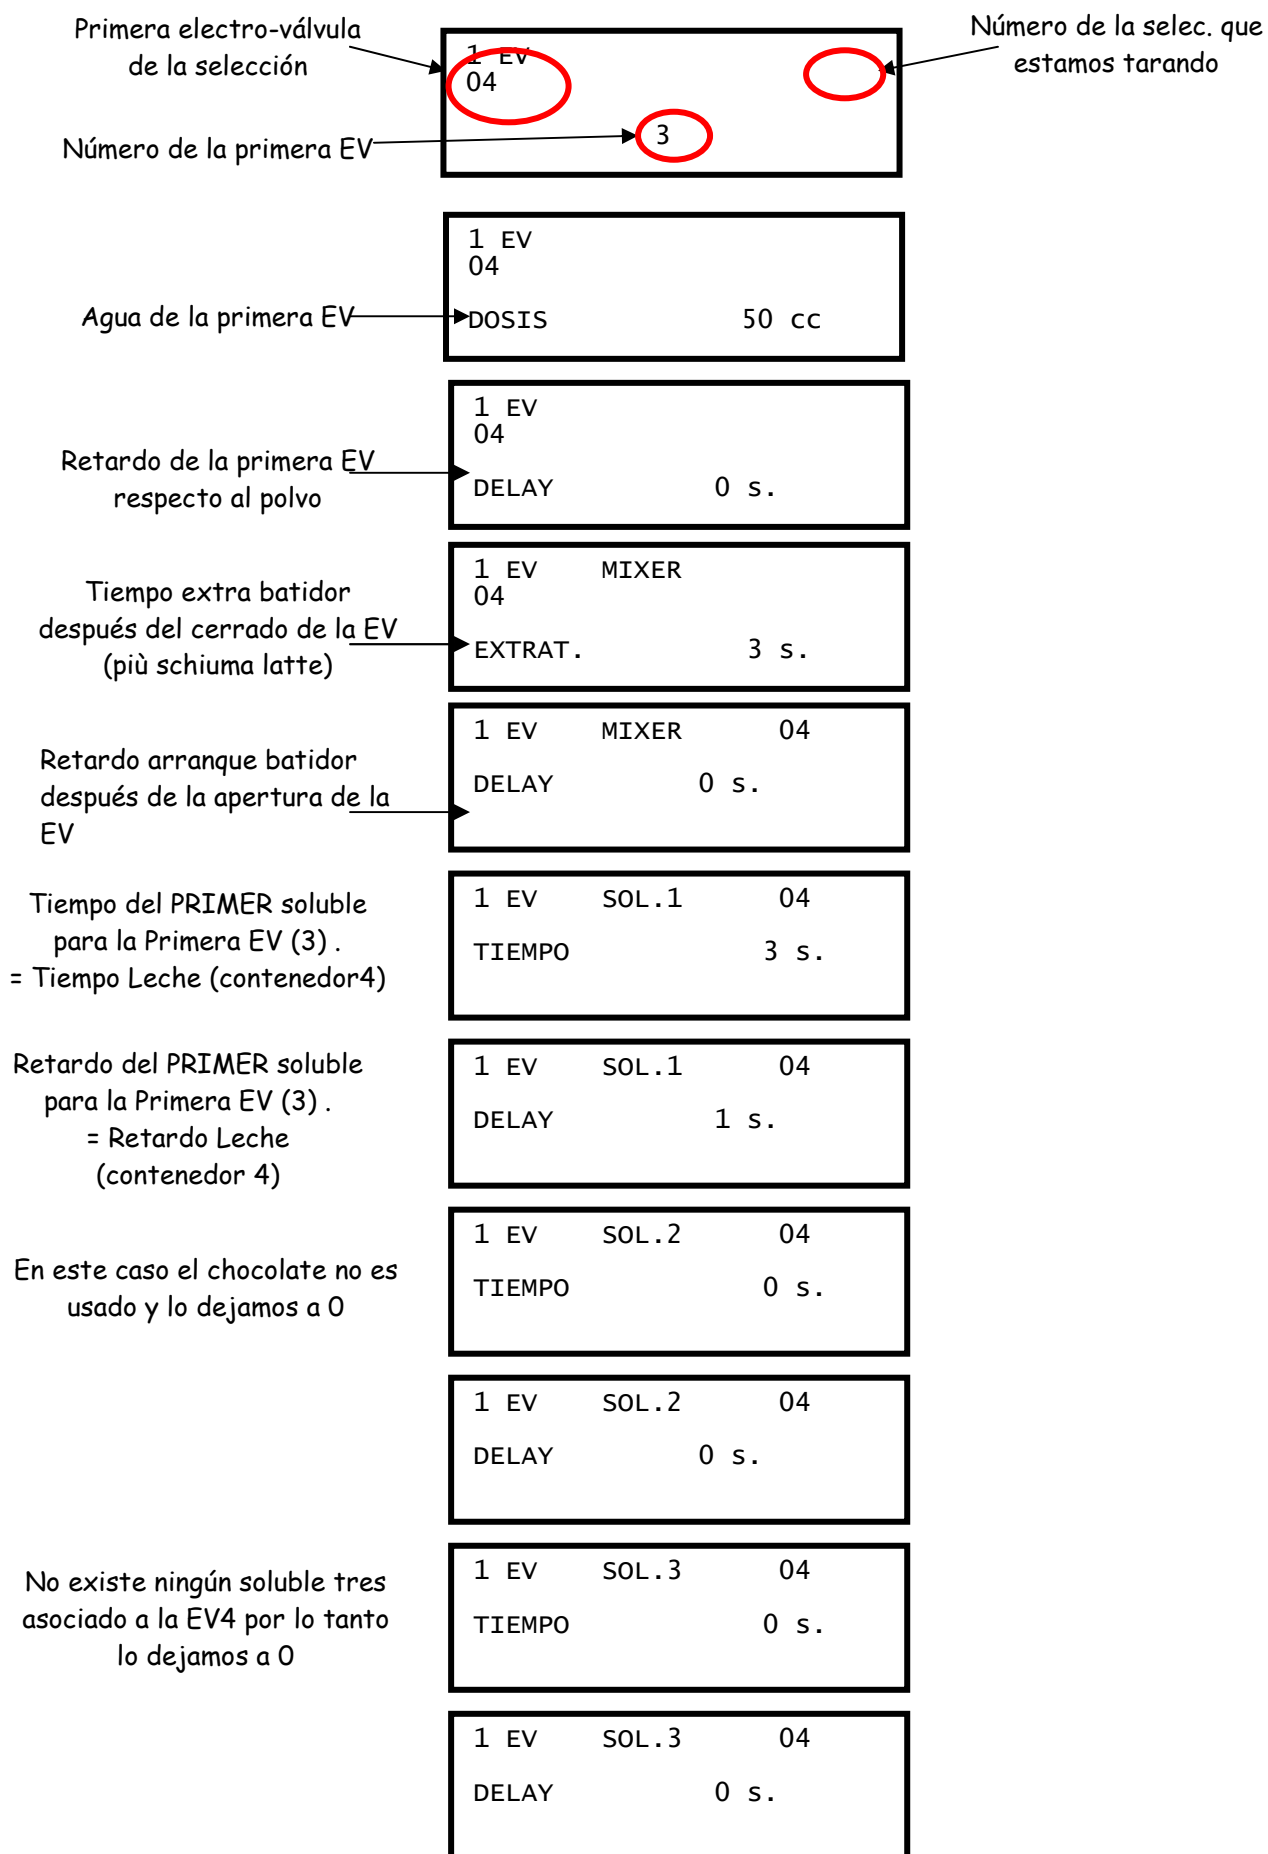 Primera electro-válvula
de la selección
Número de la selec. que
estamos tarando
1 EV
04
Número de la primera EV
3
1 EV
04
Agua de la primera EV
DOSIS 50 cc
1 EV
04
Retardo de la primera EV
respecto al polvo
DELAY 0 s.
1 EV MIXER
04
Tiempo extra batidor
después del cerrado de la EV
(più schiuma latte)
EXTRAT. 3 s.
1 EV MIXER 04
Retardo arranque batidor
después de la apertura de la
EV
DELAY 0 s.
Tiempo del PRIMER soluble
para la Primera EV (3) .
= Tiempo Leche (contenedor4)
1 EV SOL.1 04
TIEMPO 3 s.
Retardo del PRIMER soluble
para la Primera EV (3) .
= Retardo Leche
(contenedor 4)
1 EV SOL.1 04
DELAY 1 s.
1 EV SOL.2 04
En este caso el chocolate no es
usado y lo dejamos a 0
TIEMPO 0 s.
1 EV SOL.2 04
DELAY 0 s.
1 EV SOL.3 04
No existe ningún soluble tres
asociado a la EV4 por lo tanto
lo dejamos a 0
TIEMPO 0 s.
1 EV SOL.3 04
DELAY 0 s.